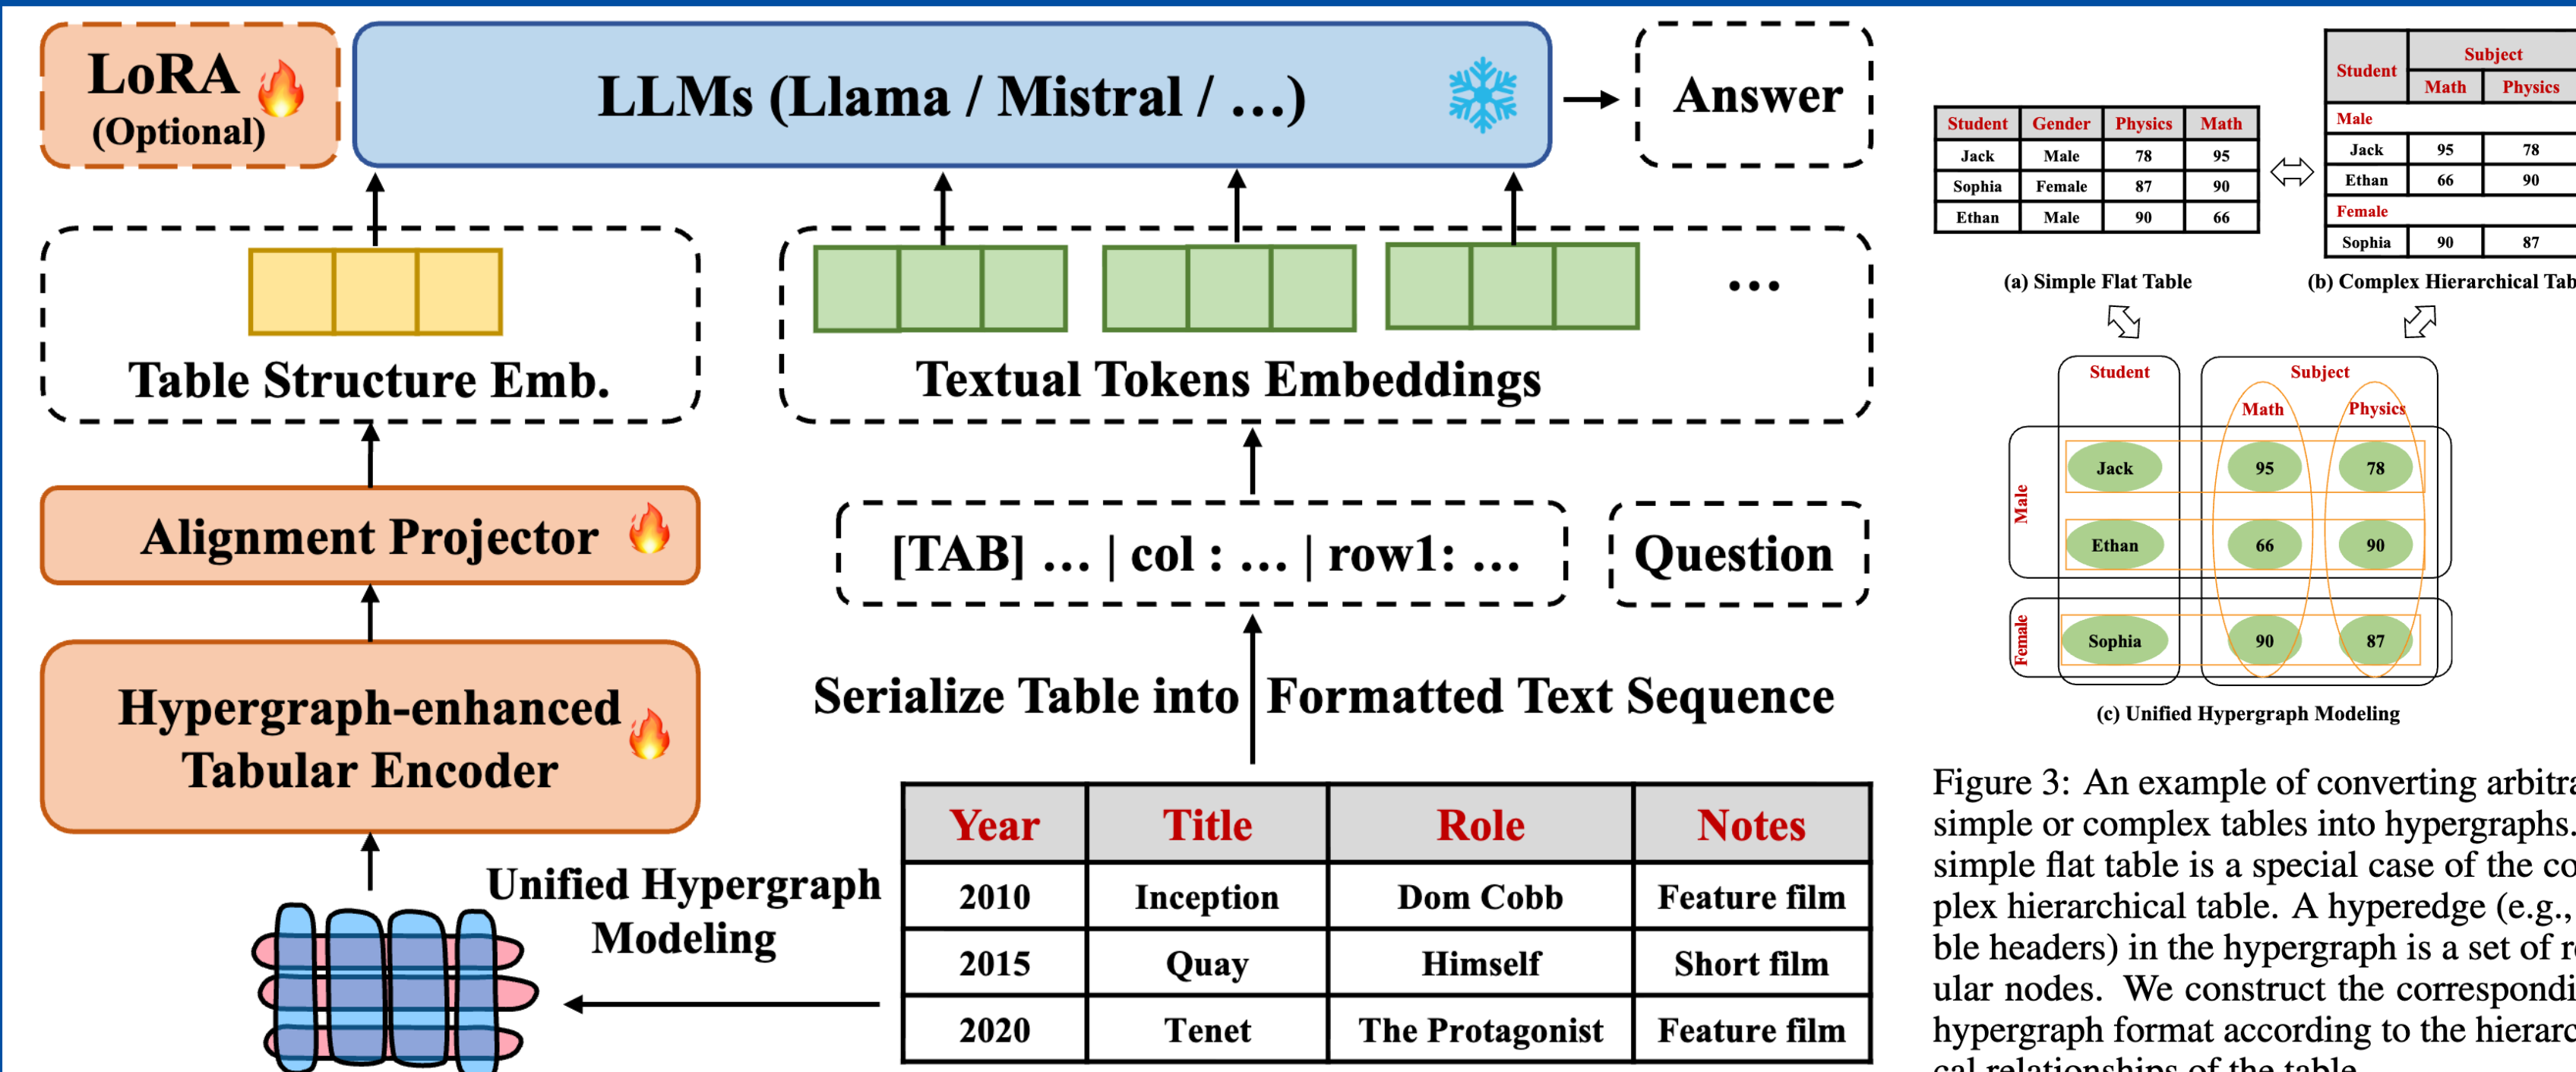 LoRA
(Optional)
LLMs (Llama / Mistral / …)
Answer
Table Structure Emb.
Textual Tokens Embeddings
...
Alignment Projector
[TAB] … | col : … | row1: …
Question
Hypergraph-enhanced
Tabular Encoder
Serialize Table into Formatted Text Sequence
Unified Hypergraph
Modeling
Year Title Role Notes
2010 Inception Dom Cobb Feature film
2015 Quay Himself Short film
2020 Tenet The Protagonist Feature film
Student Gender Physics Math
Jack Male 78 95
Sophia Female 87 90
Ethan Male 90 66
(a) Simple Flat Table
Student Subject
Math Physics
Male
Jack 95 78
Ethan 66 90
Female
Sophia 90 87
(b) Complex Hierarchical Tab
Student Subject
Math Physics
Male
Jack 95 78
Ethan 66 90
Female
Sophia 90 87
(c) Unified Hypergraph Modeling
Figure 3: An example of converting arbitra
simple or complex tables into hypergraphs.
simple flat table is a special case of the co
plex hierarchical table. A hyperedge (e.g.,
ble headers) in the hypergraph is a set of r
ular nodes. We construct the correspondi
hypergraph format according to the hierarc
cal relationships of the table.